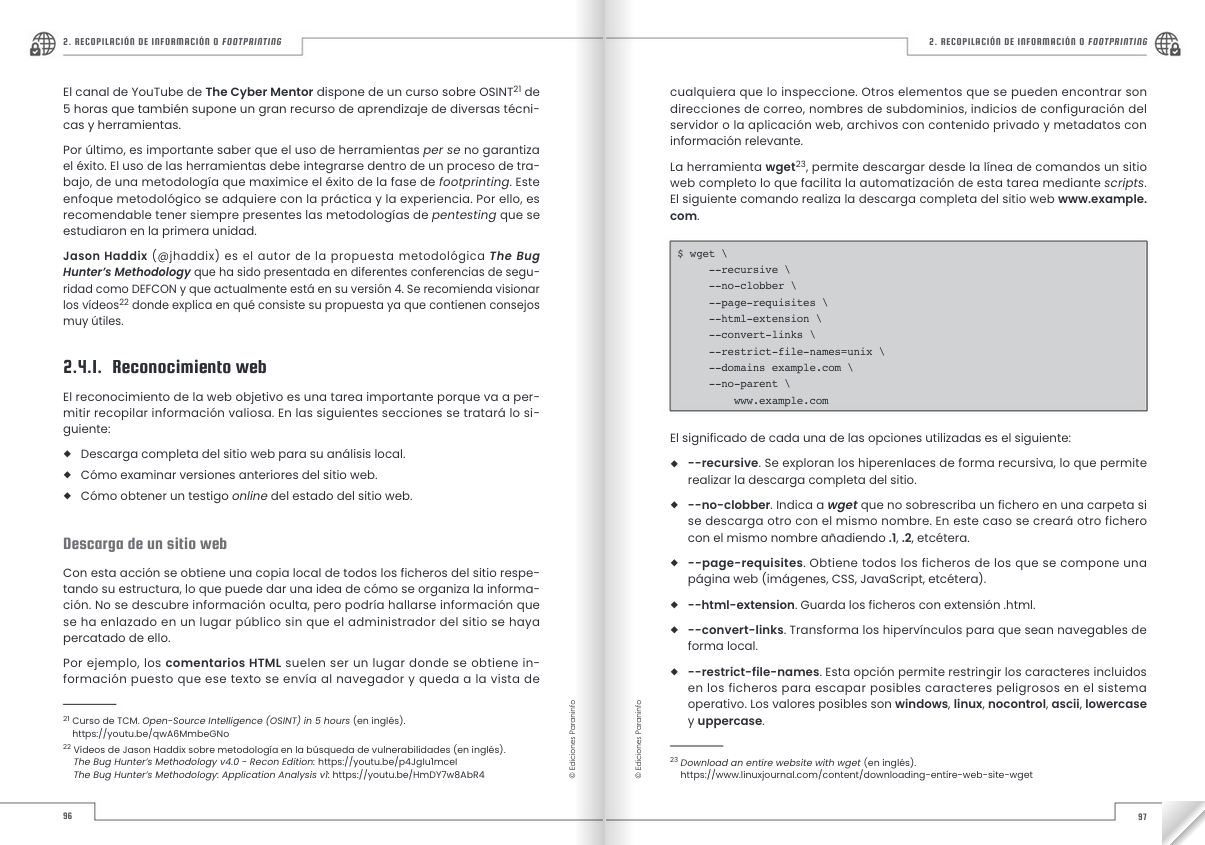 2. RECOPILACIÓN DE INFORMACIÓN O FOOTPRINTING
El canal de YouTube de The Cyber Mentor dispone de un curso sobre OSINT21 de
5 horas que también supone un gran recurso de aprendizaje de diversas técni-
cas y herramientas.
Por último, es importante saber que el uso de herramientas per se no garantiza
el éxito. El uso de las herramientas debe integrarse dentro de un proceso de tra-
bajo, de una metodología que maximice el éxito de la fase de footprinting. Este
enfoque metodológico se adquiere con la práctica y la experiencia. Por ello, es
recomendable tener siempre presentes las metodologías de pentesting que se
estudiaron en la primera unidad.
Jason Haddix (@jhaddix) es el autor de la propuesta metodológica The Bug
Hunter's Methodology que ha sido presentada en diferentes conferencias de segu-
ridad como DEFCON y que actualmente está en su versión 4. Se recomienda visionar
los vídeos22 donde explica en qué consiste su propuesta ya que contienen consejos
muy útiles.
2.4.1. Reconocimiento web
El reconocimiento de la web objetivo es una tarea importante porque va a per-
mitir recopilar información valiosa. En las siguientes secciones se tratará lo si-
guiente:
◆ Descarga completa del sitio web para su análisis local.
◆ Cómo examinar versiones anteriores del sitio web.
◆ Cómo obtener un testigo online del estado del sitio web.
Descarga de un sitio web
Con esta acción se obtiene una copia local de todos los ficheros del sitio respe-
tando su estructura, lo que puede dar una idea de cómo se organiza la informa-
ción. No se descubre información oculta, pero podría hallarse información que
se ha enlazado en un lugar público sin que el administrador del sitio se haya
percatado de ello.
Por ejemplo, los comentarios HTML suelen ser un lugar donde se obtiene in-
formación puesto que ese texto se envía al navegador y queda a la vista de
21 Curso de TCM. Open-Source Intelligence (OSINT) in 5 hours (en inglés).
https://youtu.be/qwA6MmbeGNo
22 Vídeos de Jason Haddix sobre metodología en la búsqueda de vulnerabilidades (en inglés).
The Bug Hunter's Methodology v4.0 - Recon Edition: https://youtu.be/p4JgIu1mceI
The Bug Hunter's Methodology: Application Analysis v1: https://youtu.be/HmDY7w8AbR4
© Ediciones Paraninfo
96
2. RECOPILACIÓN DE INFORMACIÓN O FOOTPRINTING
cualquiera que lo inspeccione. Otros elementos que se pueden encontrar son
direcciones de correo, nombres de subdominios, indicios de configuración del
servidor o la aplicación web, archivos con contenido privado y metadatos con
información relevante.
La herramienta wget23, permite descargar desde la línea de comandos un sitio
web completo lo que facilita la automatización de esta tarea mediante scripts.
El siguiente comando realiza la descarga completa del sitio web www.example.
com.
$ wget \
--recursive \
--no-clobber \
--page-requisites \
--html-extension \
--convert-links \
--restrict-file-names=unix \
--domains example.com \
--no-parent \
www.example.com
El significado de cada una de las opciones utilizadas es el siguiente:
◆ --recursive. Se exploran los hiperenlaces de forma recursiva, lo que permite
realizar la descarga completa del sitio.
◆ --no-clobber. Indica a wget que no sobrescriba un fichero en una carpeta si
se descarga otro con el mismo nombre. En este caso se creará otro fichero
con el mismo nombre añadiendo .1, .2, etcétera.
◆ --page-requisites. Obtiene todos los ficheros de los que se compone una
página web (imágenes, CSS, JavaScript, etcétera).
◆ --html-extension. Guarda los ficheros con extensión .html.
◆ --convert-links. Transforma los hipervínculos para que sean navegables de
forma local.
◆ --restrict-file-names. Esta opción permite restringir los caracteres incluidos
en los ficheros para escapar posibles caracteres peligrosos en el sistema
operativo. Los valores posibles son windows, linux, nocontrol, ascii, lowercase
y uppercase.
23 Download an entire website with wget (en inglés).
https://www.linuxjournal.com/content/downloading-entire-web-site-wget
© Ediciones Paraninfo
97